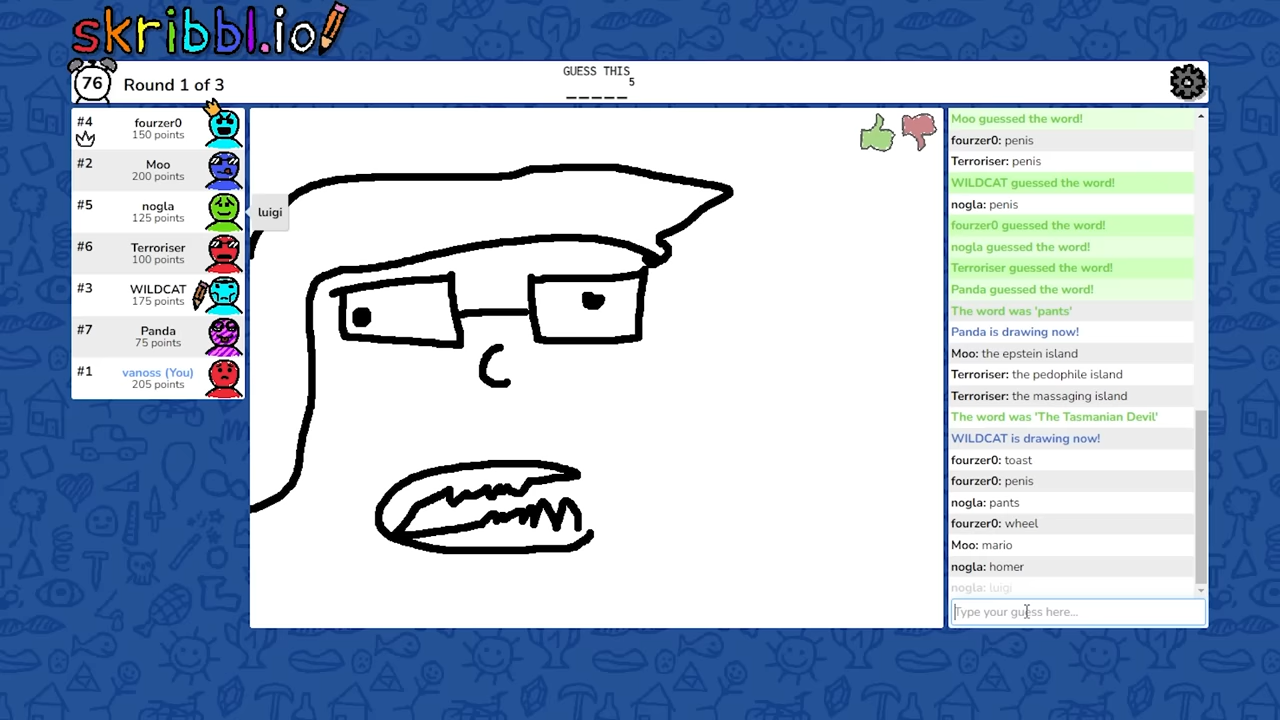 skribbl.io
76
Round 1 of 3
GUESS THIS
5
_____
#4
fourzer0
150 points
#2
Moo
200 points
#5
nogla
125 points
luigi
#6
Terroriser
100 points
#3
WILDCAT
175 points
#7
Panda
75 points
#1
vanoss (You)
205 points
Moo guessed the word!
fourzer0: penis
Terroriser: penis
WILDCAT guessed the word!
nogla: penis
fourzer0 guessed the word!
nogla guessed the word!
Terroriser guessed the word!
Panda guessed the word!
The word was 'pants'
Panda is drawing now!
Moo: the epstein island
Terroriser: the pedophile island
Terroriser: the massaging island
The word was 'The Tasmanian Devil'
WILDCAT is drawing now!
fourzer0: toast
fourzer0: penis
nogla: pants
fourzer0: wheel
Moo: mario
nogla: homer
nogla: luigi
Type your guess here...